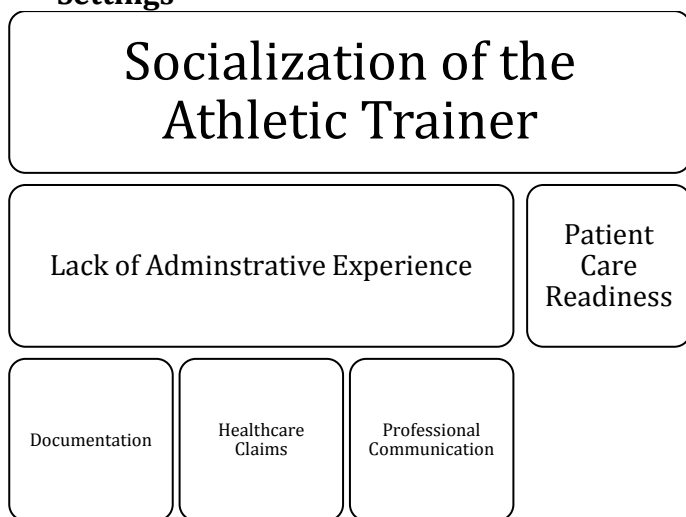 Settings
Socialization of the
Athletic Trainer
Lack of Adminstrative Experience
Patient
Care
Readiness
Documentation
Healthcare
Claims
Professional
Communication